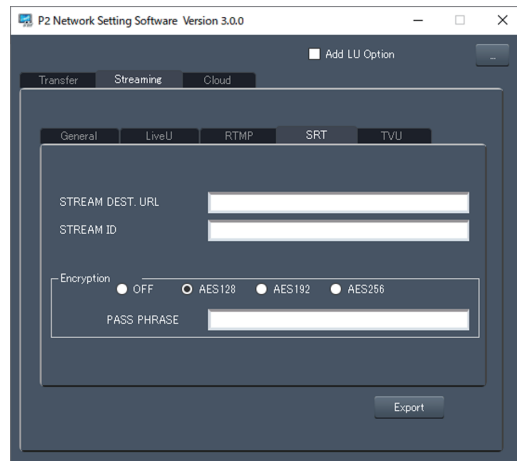 P2 Network Setting Software Version 3.0.0
Add LU Option
Transfer Streaming Cloud
General LiveU RTMP SRT TVU
STREAM DEST. URL
STREAM ID
Encryption
OFF AES128 AES192 AES256
PASS PHRASE
Export